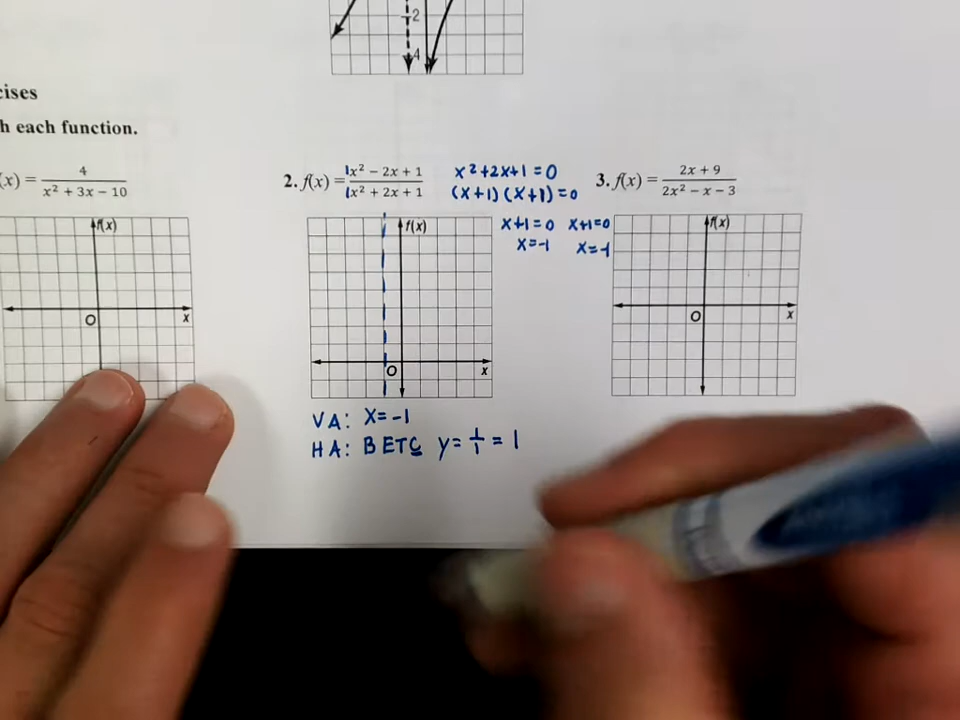 2
4
cises
h each function.
(x) = 4 / x² + 3x − 10
2. f(x) = 1x² − 2x + 1 / 1x² + 2x + 1
x²+2x+1=0
(x+1)(x+1)=0
x+1=0 x+1=0
x=-1 x=-1
3. f(x) = 2x + 9 / 2x² − x − 3
f(x)
O
x
f(x)
O
x
f(x)
O
x
VA: x=-1
HA: BETC y= 1/1 = 1